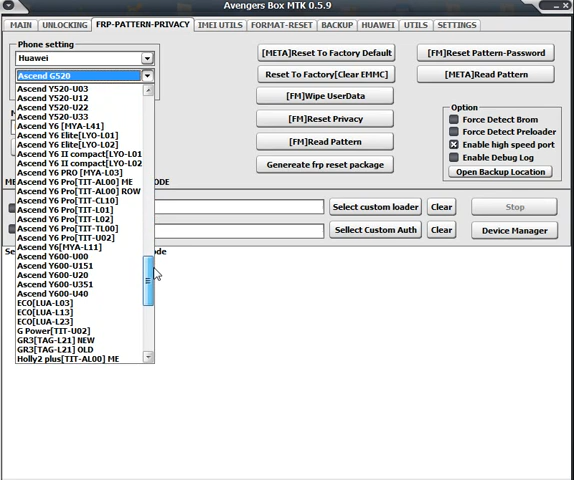 Avengers Box MTK 0.5.9
MAIN UNLOCKING FRP-PATTERN-PRIVACY IMEI UTILS FORMAT-RESET BACKUP HUAWEI UTILS SETTINGS
Phone setting
Huawei
Ascend G520
Ascend Y520-U03
Ascend Y520-U12
Ascend Y520-U22
Ascend Y520-U33
Ascend Y6 [MYA-L41]
Ascend Y6 Elite[LYO-L01]
Ascend Y6 Elite[LYO-L02]
Ascend Y6 II compact[LYO-L01
Ascend Y6 II compact[LYO-L02
Ascend Y6 PRO [MYA-L03]
Ascend Y6 Pro[TIT-AL00] ME
Ascend Y6 Pro[TIT-AL00] ROW
Ascend Y6 Pro[TIT-CL10]
Ascend Y6 Pro[TIT-L01]
Ascend Y6 Pro[TIT-L02]
Ascend Y6 Pro[TIT-TL00]
Ascend Y6 Pro[TIT-U02]
Ascend Y6[MYA-L11]
Ascend Y600-U00
Ascend Y600-U151
Ascend Y600-U20
Ascend Y600-U351
Ascend Y600-U40
ECO[LUA-L03]
ECO[LUA-L13]
ECO[LUA-L23]
G Power[TIT-U02]
GR3[TAG-L21] NEW
GR3[TAG-L21] OLD
Holly2 plus[TIT-AL00] ME
[META]Reset To Factory Default
Reset To Factory[Clear EMMC]
[FM]Wipe UserData
[FM]Reset Privacy
[FM]Read Pattern
Genereate frp reset package
[FM]Reset Pattern-Password
[META]Read Pattern
Option
Force Detect Brom
Force Detect Preloader
Enable high speed port
Enable Debug Log
Open Backup Location
Select custom loader Clear Stop
Sellect Custom Auth Clear Device Manager